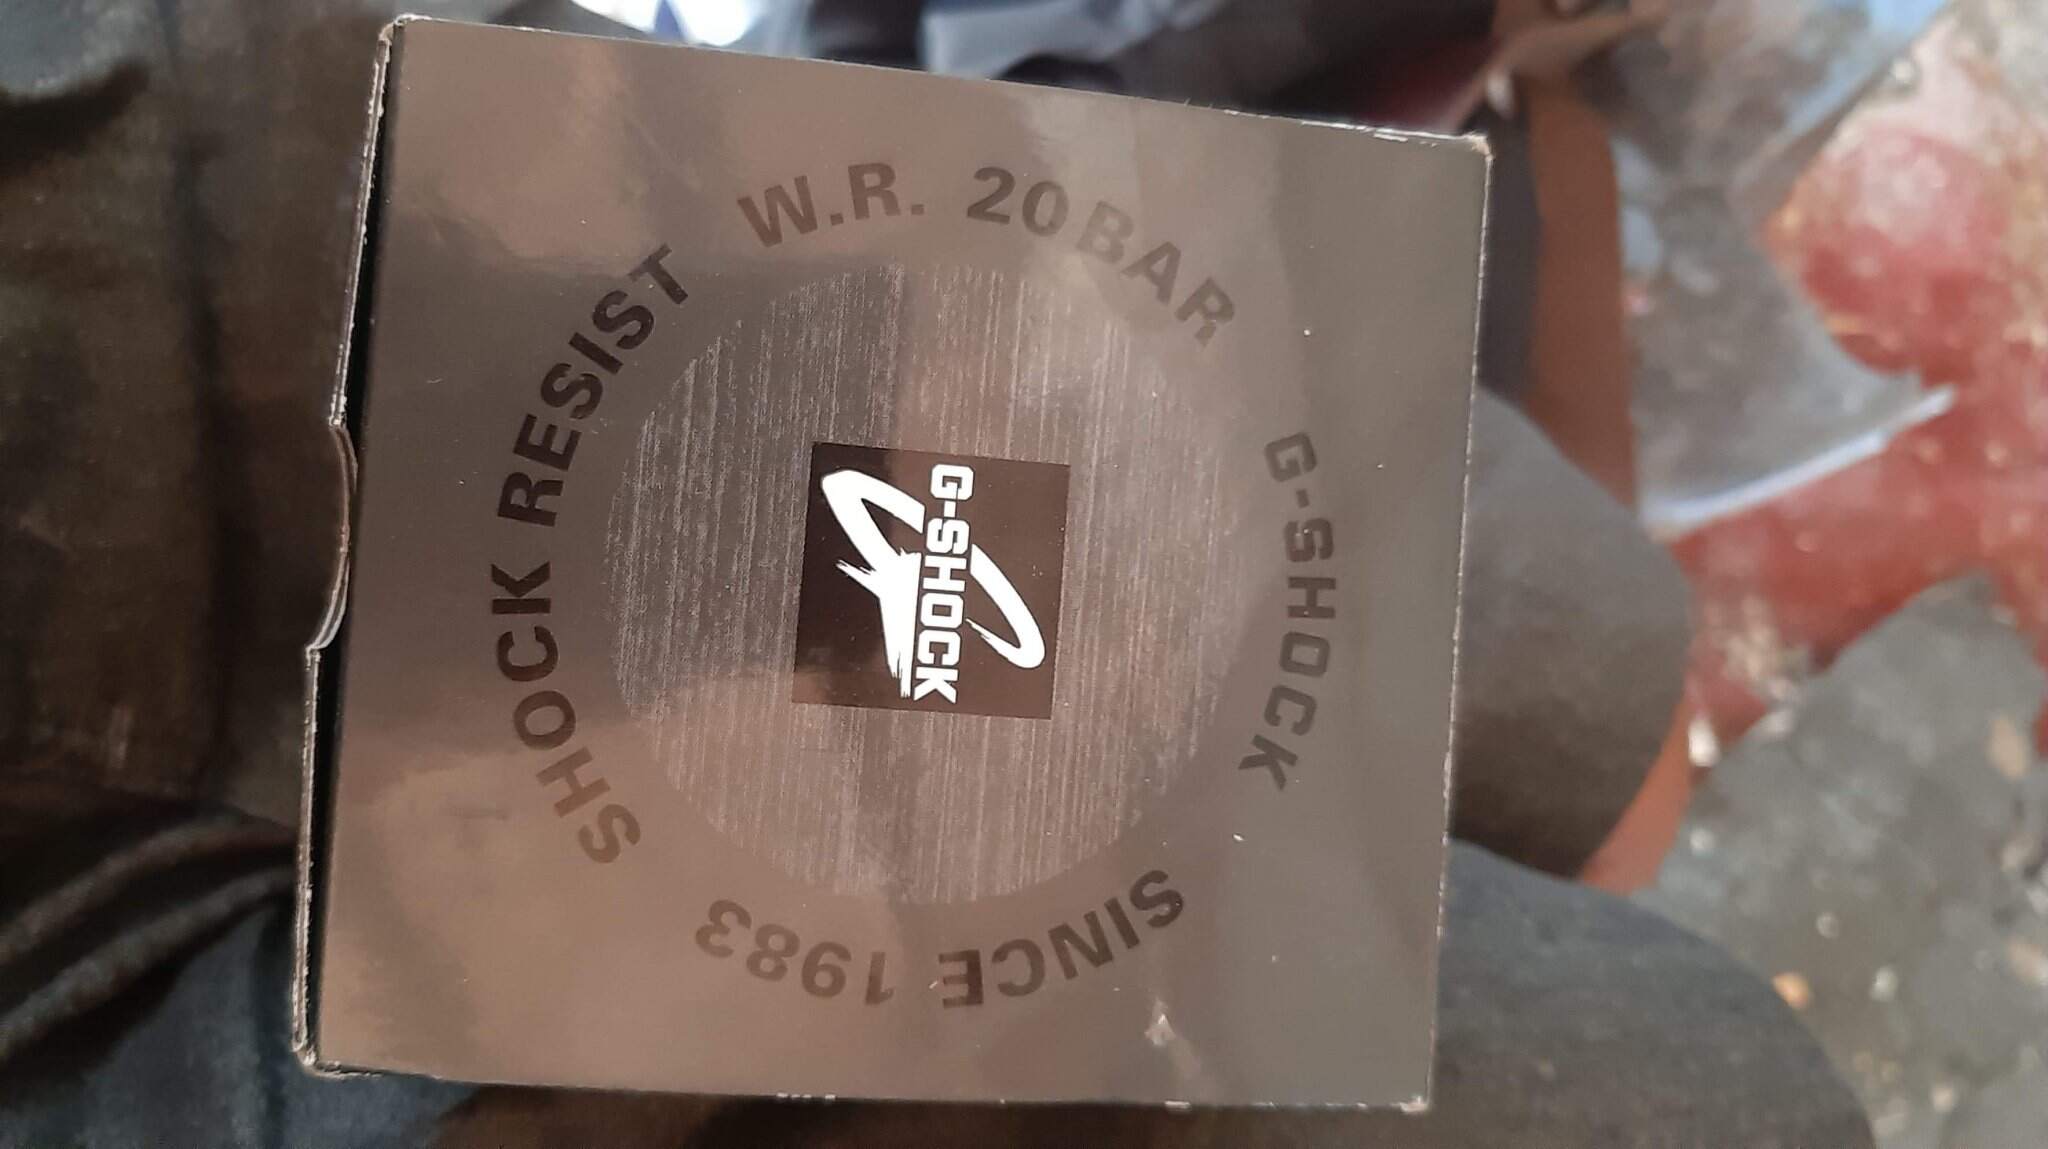 SHOCK RESIST
W.R. 20BAR
G-SHOCK
SINCE 1983
G-SHOCK